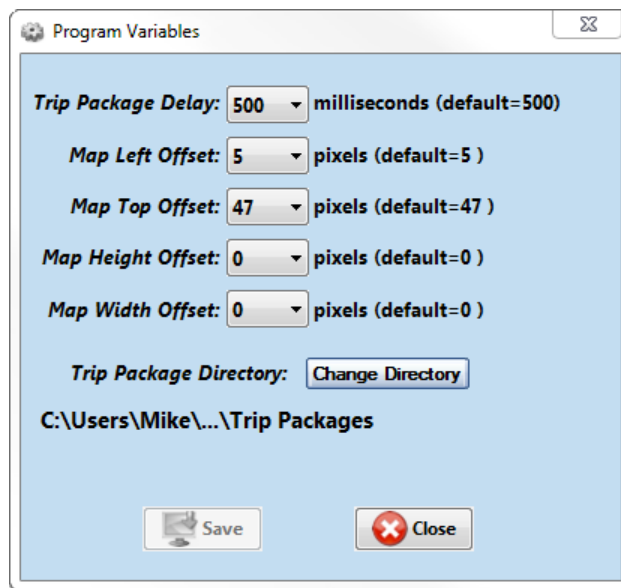 Program Variables
Trip Package Delay: 500 milliseconds (default=500)
Map Left Offset: 5 pixels (default=5 )
Map Top Offset: 47 pixels (default=47 )
Map Height Offset: 0 pixels (default=0 )
Map Width Offset: 0 pixels (default=0 )
Trip Package Directory: Change Directory
C:\Users\Mike\...\Trip Packages
Save Close